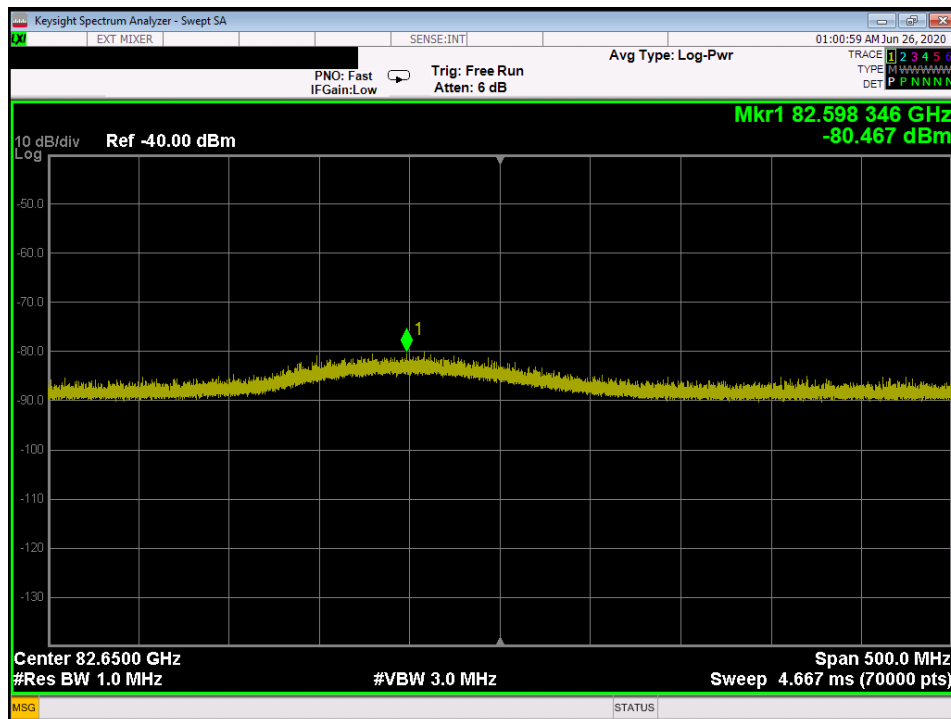 Keysight Spectrum Analyzer - Swept SA
LXI EXT MIXER SENSE:INT 01:00:59 AM Jun 26, 2020
PNO: Fast Trig: Free Run Avg Type: Log-Pwr TRACE 1 2 3 4 5 6
IFGain:Low Atten: 6 dB TYPE M WWWWW
DET P P N N N N
Mkr1 82.598 346 GHz
10 dB/div Ref -40.00 dBm -80.467 dBm
Log
-50.0
-60.0
-70.0
1
-80.0
-90.0
-100
-110
-120
-130
Center 82.6500 GHz Span 500.0 MHz
#Res BW 1.0 MHz #VBW 3.0 MHz Sweep 4.667 ms (70000 pts)
MSG STATUS